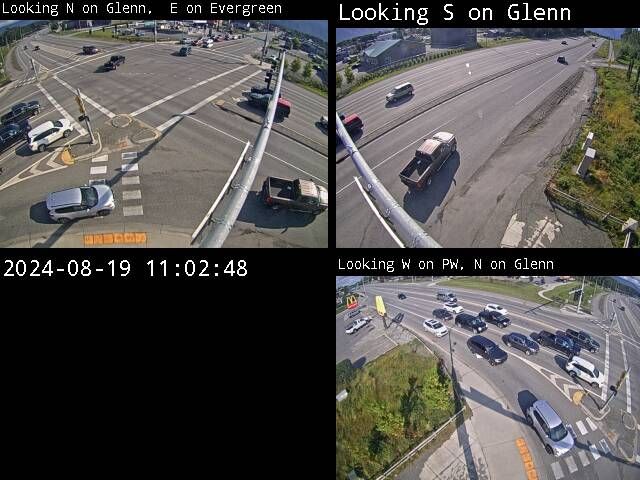 Looking N on Glenn,  E on Evergreen
Looking S on Glenn
2024-08-19 11:02:48
Looking W on PW, N on Glenn